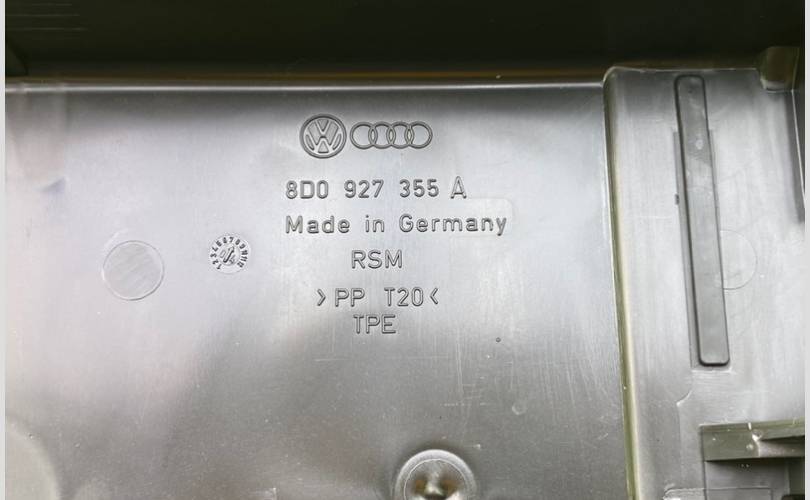 8D0 927 355 A
Made in Germany
RSM
>PP T20<
TPE